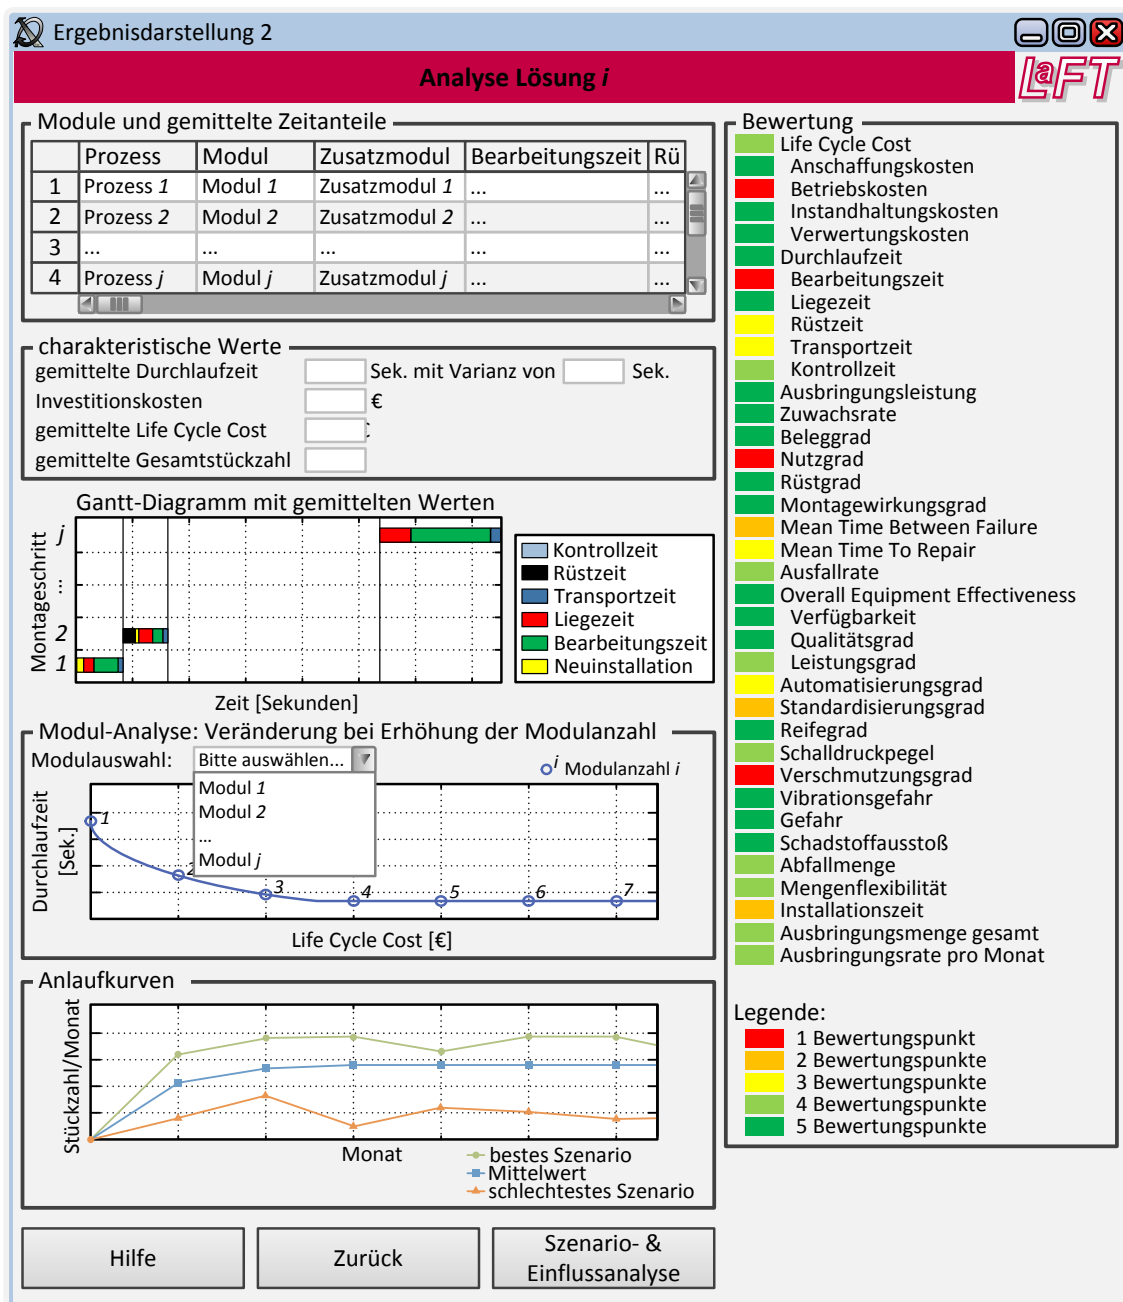 Ergebnisdarstellung 2
Analyse Lösung i
LaFT
Module und gemittelte Zeitanteile
Prozess Modul Zusatzmodul Bearbeitungszeit Rü
1 Prozess 1 Modul 1 Zusatzmodul 1 ... ...
2 Prozess 2 Modul 2 Zusatzmodul 2 ... ...
3 ... ... ... ... ...
4 Prozess j Modul j Zusatzmodul j ... ...
charakteristische Werte
gemittelte Durchlaufzeit Sek. mit Varianz von Sek.
Investitionskosten €
gemittelte Life Cycle Cost
gemittelte Gesamtstückzahl
Gantt-Diagramm mit gemittelten Werten
Montageschritt
j
...
2
1
Zeit [Sekunden]
Kontrollzeit
Rüstzeit
Transportzeit
Liegezeit
Bearbeitungszeit
Neuinstallation
Modul-Analyse: Veränderung bei Erhöhung der Modulanzahl
Modulauswahl: Bitte auswählen...
Modul 1
Modul 2
...
Modul j
i Modulanzahl i
Durchlaufzeit
[Sek.]
1 2 3 4 5 6 7
Life Cycle Cost [€]
Anlaufkurven
Stückzahl/Monat
Monat
bestes Szenario
Mittelwert
schlechtestes Szenario
Hilfe
Zurück
Szenario- &
Einflussanalyse
Bewertung
Life Cycle Cost
Anschaffungskosten
Betriebskosten
Instandhaltungskosten
Verwertungskosten
Durchlaufzeit
Bearbeitungszeit
Liegezeit
Rüstzeit
Transportzeit
Kontrollzeit
Ausbringungsleistung
Zuwachsrate
Beleggrad
Nutzgrad
Rüstgrad
Montagewirkungsgrad
Mean Time Between Failure
Mean Time To Repair
Ausfallrate
Overall Equipment Effectiveness
Verfügbarkeit
Qualitätsgrad
Leistungsgrad
Automatisierungsgrad
Standardisierungsgrad
Reifegrad
Schalldruckpegel
Verschmutzungsgrad
Vibrationsgefahr
Gefahr
Schadstoffausstoß
Abfallmenge
Mengenflexibilität
Installationszeit
Ausbringungsmenge gesamt
Ausbringungsrate pro Monat
Legende:
1 Bewertungspunkt
2 Bewertungspunkte
3 Bewertungspunkte
4 Bewertungspunkte
5 Bewertungspunkte